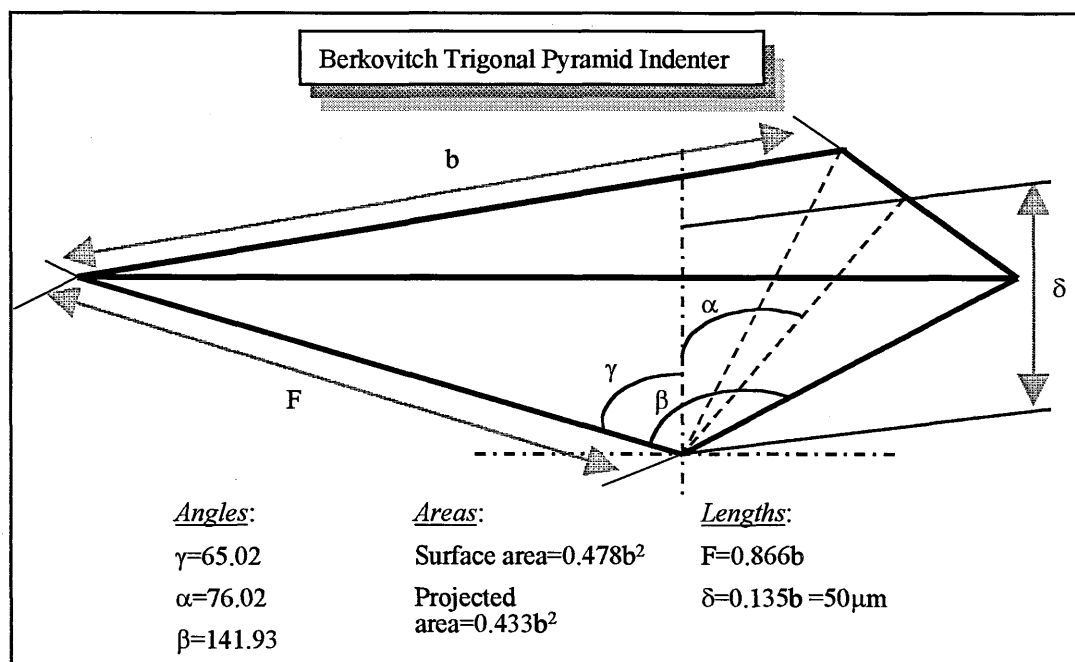 Berkovitch Trigonal Pyramid Indenter
b
δ
α
γ
β
F
Angles:
γ=65.02
α=76.02
β=141.93
Areas:
Surface area=0.478b²
Projected
area=0.433b²
Lengths:
F=0.866b
δ=0.135b =50μm